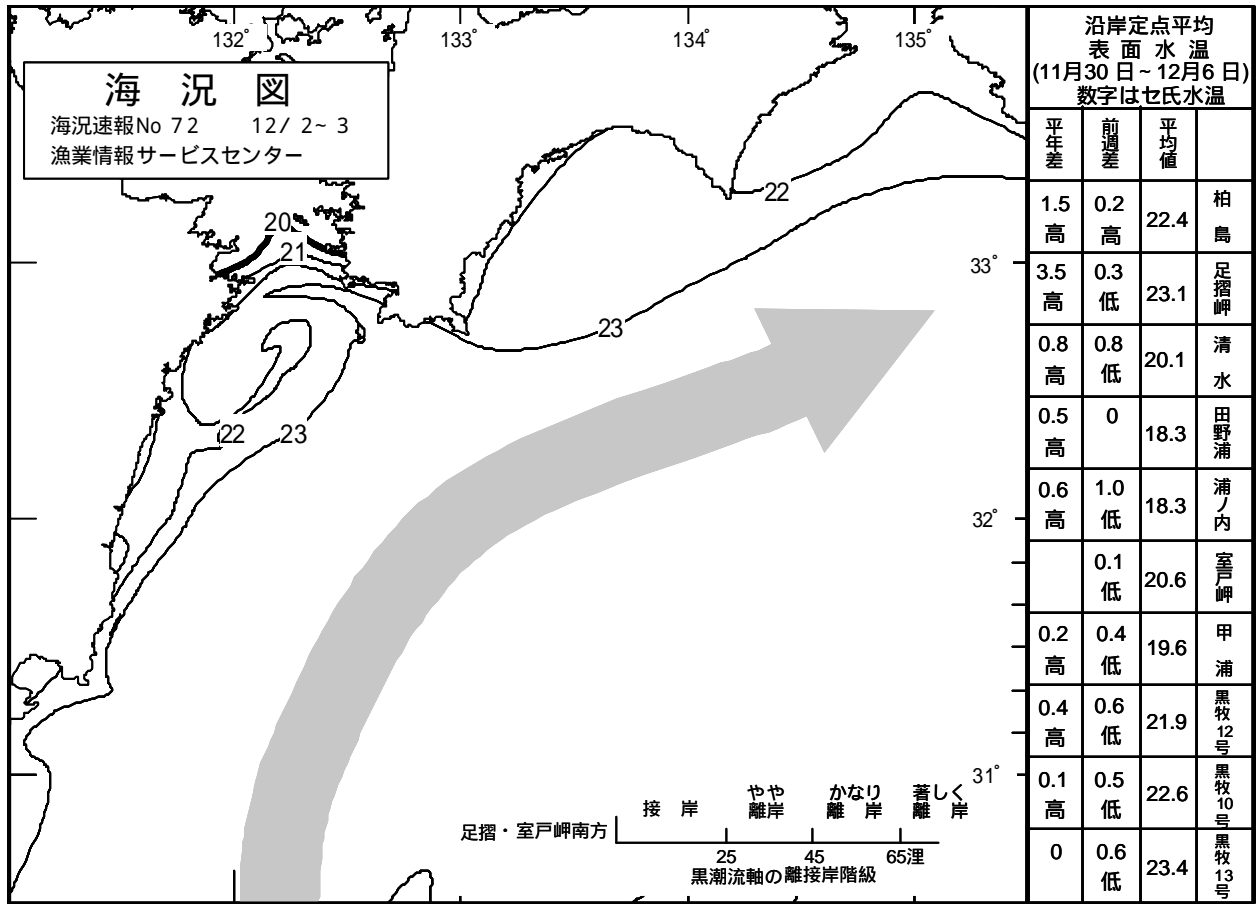 132° 133° 134° 135°
海 況 図
海況速報No 72 12/ 2~ 3
漁業情報サービスセンター
20
21
22
33°
23
22 23
32°
31°
接 岸 やや離岸 かなり離 岸 著しく離 岸
足摺・室戸岬南方
25 45 65浬
黒潮流軸の離接岸階級
沿岸定点平均
表 面 水 温
(11月30 日~12月6 日)
数字はセ氏水温
平年差 前週差 平均値
1.5高 0.2高 22.4 柏島
3.5高 0.3低 23.1 足摺岬
0.8高 0.8低 20.1 清水
0.5高 0 18.3 田野浦
0.6高 1.0低 18.3 浦ノ内
0.1低 20.6 室戸岬
0.2高 0.4低 19.6 甲浦
0.4高 0.6低 21.9 黒牧12号
0.1高 0.5低 22.6 黒牧10号
0 0.6低 23.4 黒牧13号